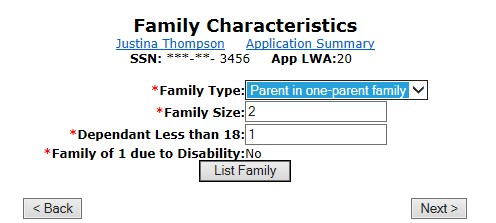 Family Characteristics
Justina Thompson Application Summary
SSN: ***-**- 3456 App LWA:20
*Family Type: Parent in one-parent family
*Family Size: 2
*Dependant Less than 18: 1
*Family of 1 due to Disability:No
List Family
< Back Next >